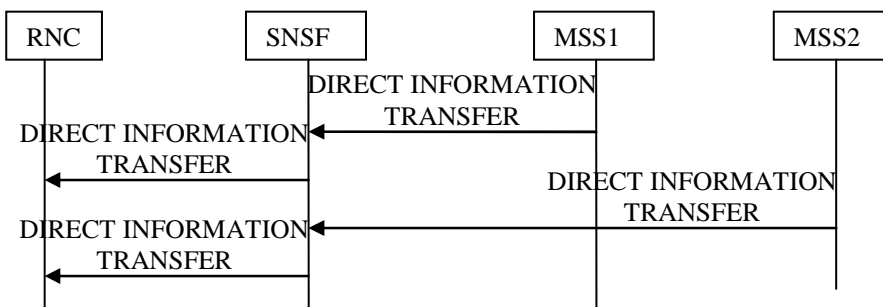 RNC
SNSF
MSS1
MSS2
DIRECT INFORMATION
TRANSFER
DIRECT INFORMATION
TRANSFER
DIRECT INFORMATION
TRANSFER
DIRECT INFORMATION
TRANSFER